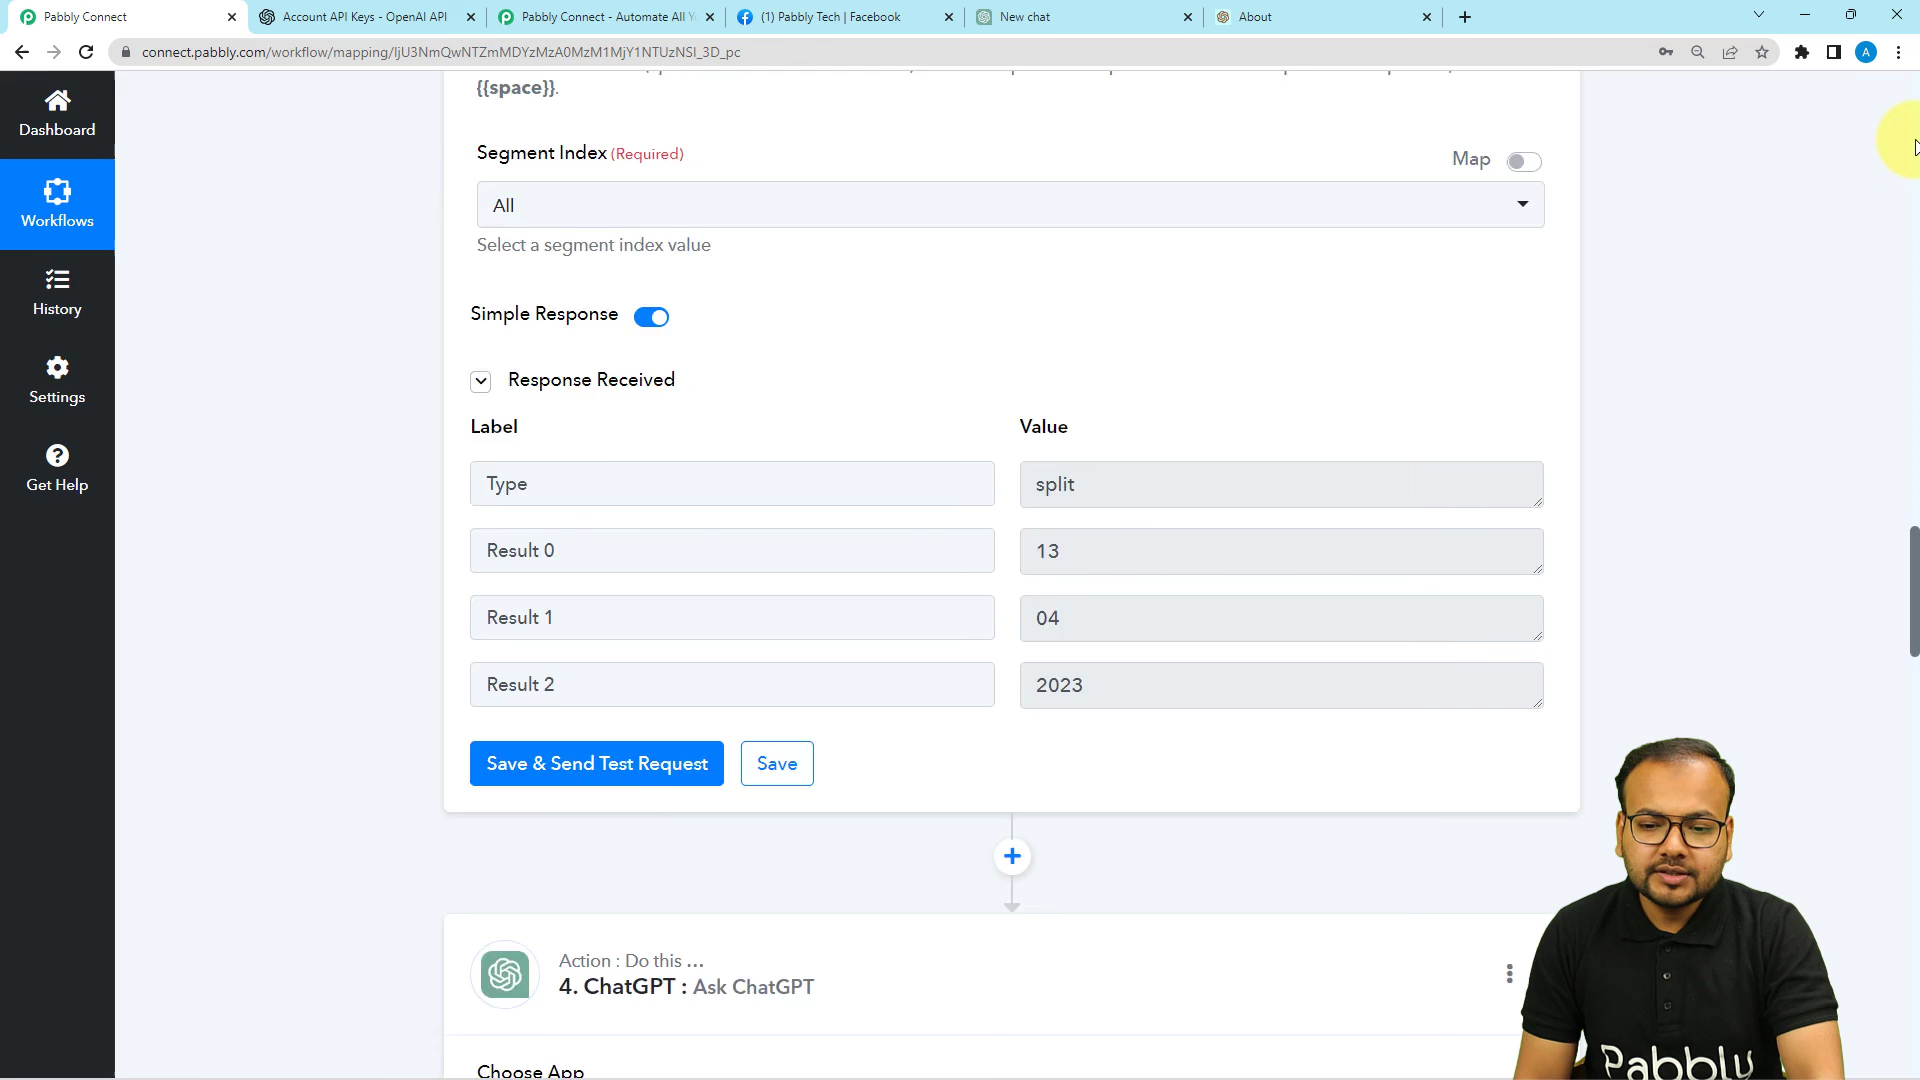 Pabbly Connect
Account API Keys - OpenAI API
Pabbly Connect - Automate All Y
(1) Pabbly Tech | Facebook
New chat
About
connect.pabbly.com/workflow/mapping/IjU3NmQwNTZmMDYzMzA0MzM1MjY1NTUzNSI_3D_pc
A
Dashboard
Workflows
History
Settings
Get Help
{{space}}.
Segment Index (Required)
Map
All
Select a segment index value
Simple Response
Response Received
Label
Value
Type
split
Result 0
13
Result 1
04
Result 2
2023
Save & Send Test Request
Save
Action : Do this ...
4. ChatGPT : Ask ChatGPT
Choose App
Pabbly